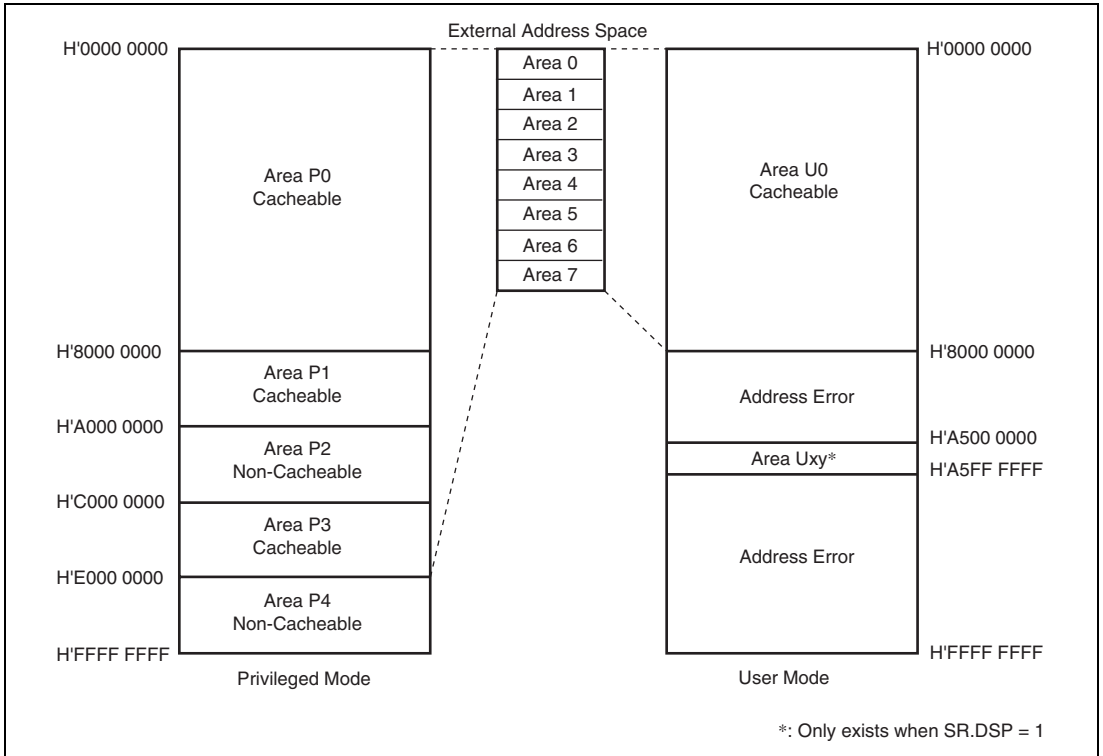 External Address Space
H'0000 0000
Area P0
Cacheable
H'8000 0000
Area P1
Cacheable
H'A000 0000
Area P2
Non-Cacheable
H'C000 0000
Area P3
Cacheable
H'E000 0000
Area P4
Non-Cacheable
H'FFFF FFFF
Privileged Mode
Area 0
Area 1
Area 2
Area 3
Area 4
Area 5
Area 6
Area 7
H'0000 0000
Area U0
Cacheable
H'8000 0000
Address Error
H'A500 0000
Area Uxy*
H'A5FF FFFF
Address Error
H'FFFF FFFF
User Mode
*: Only exists when SR.DSP = 1